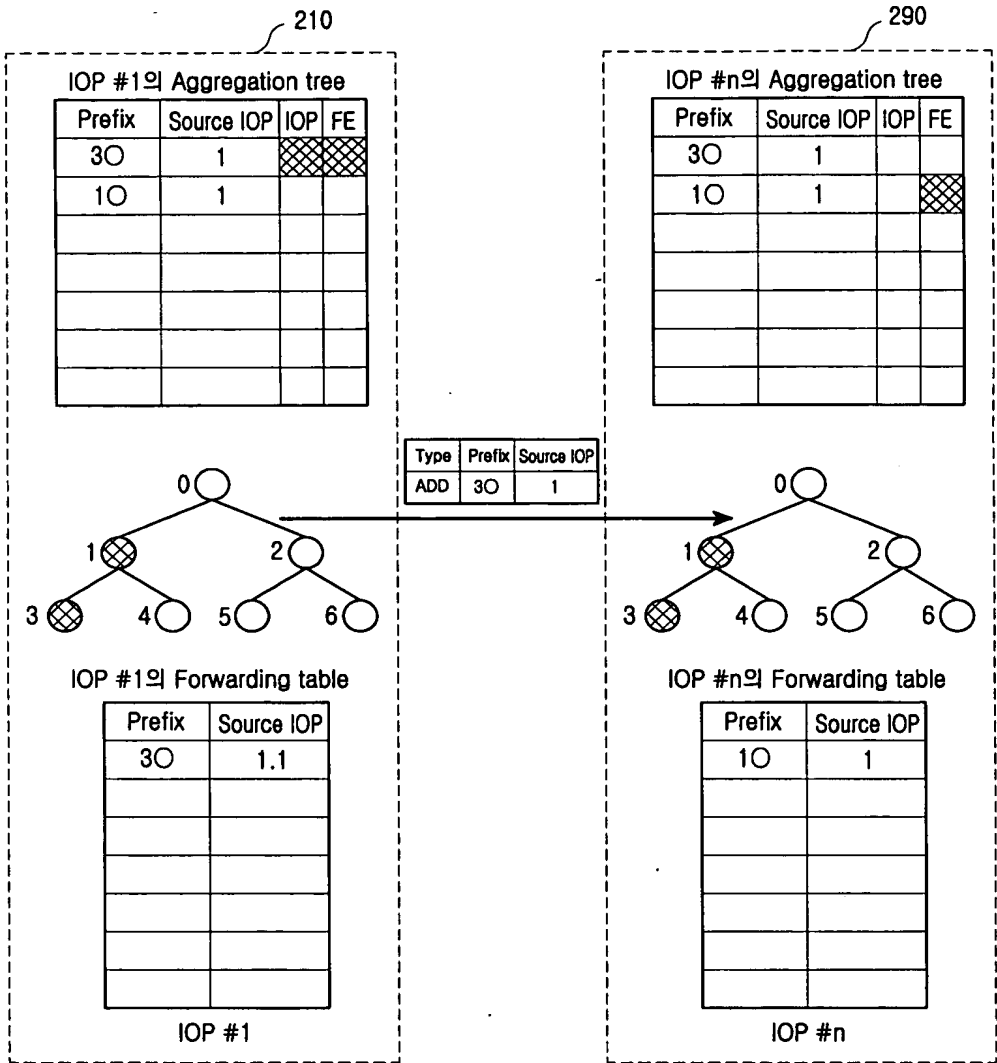 210
290
IOP #1의 Aggregation tree
Prefix Source IOP IOP FE
3○ 1
1○ 1
IOP #n의 Aggregation tree
Prefix Source IOP IOP FE
3○ 1
1○ 1
Type Prefix Source IOP
ADD 3○ 1
0
1 2
3 4 5 6
0
1 2
3 4 5 6
IOP #1의 Forwarding table
Prefix Source IOP
3○ 1.1
IOP #1
IOP #n의 Forwarding table
Prefix Source IOP
1○ 1
IOP #n